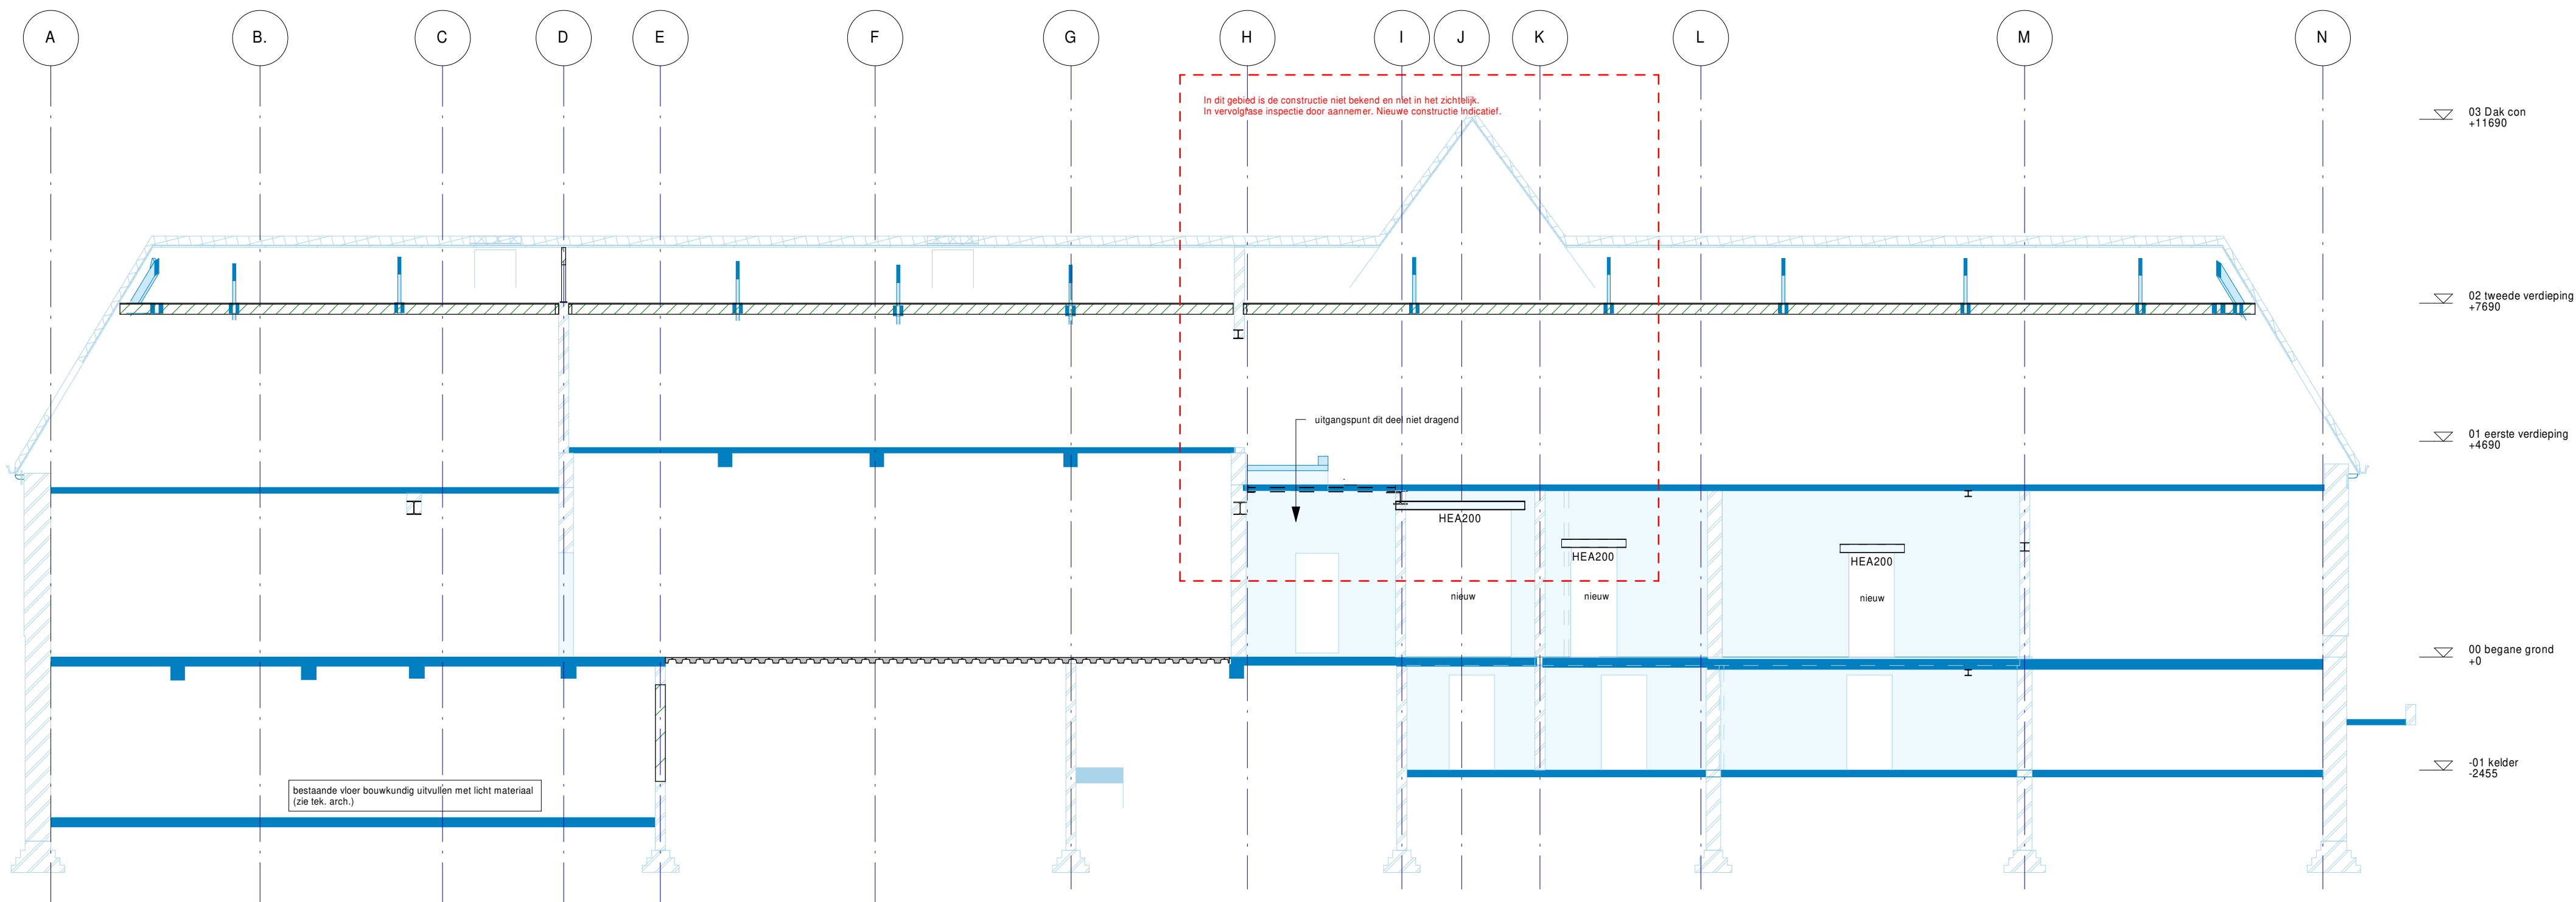 A B. C D E F G H I J K L M N
In dit gebied is de constructie niet bekend en niet in het zichtelijk.
In vervolgfase inspectie door aannemer. Nieuwe constructie Indicatief.
03 Dak con
+11690
02 tweede verdieping
+7690
uitgangspunt dit deel niet dragend
01 eerste verdieping
+4690
HEA200
HEA200
HEA200
nieuw
nieuw
nieuw
00 begane grond
+0
-01 kelder
-2455
bestaande vloer bouwkundig uitvullen met licht materiaal
(zie tek. arch.)